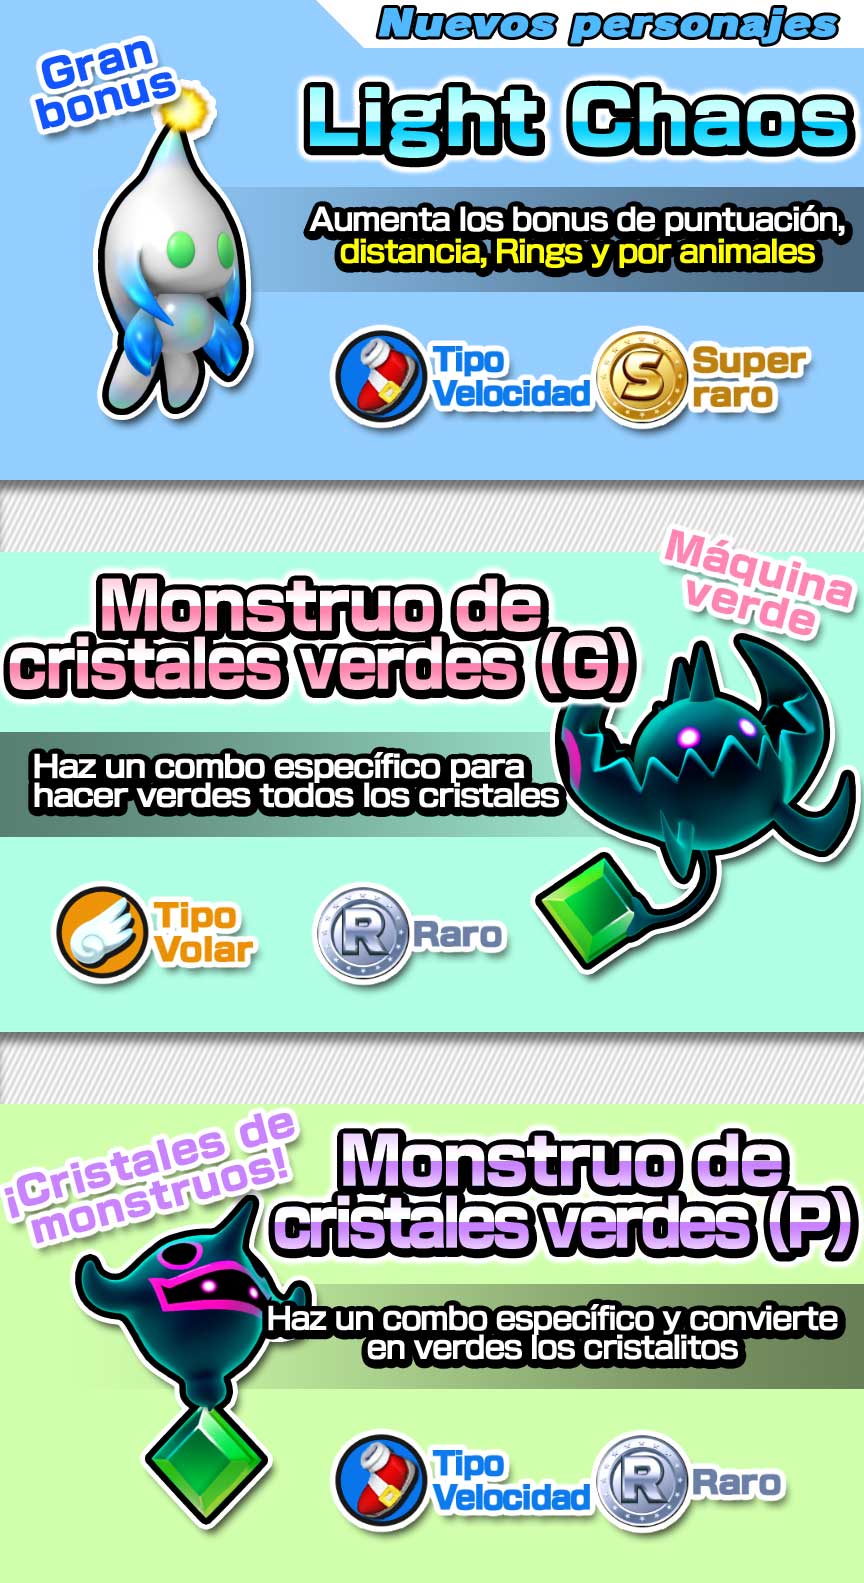 Nuevos personajes
Gran
bonus
Light Chaos
Aumenta los bonus de puntuación,
distancia, Rings y por animales
Tipo
Velocidad
S
Super
raro
Máquina
verde
Monstruo de
cristales verdes (G)
Haz un combo específico para
hacer verdes todos los cristales
Tipo
Volar
R
Raro
¡Cristales de
monstruos!
Monstruo de
cristales verdes (P)
Haz un combo específico y convierte
en verdes los cristalitos
Tipo
Velocidad
R
Raro